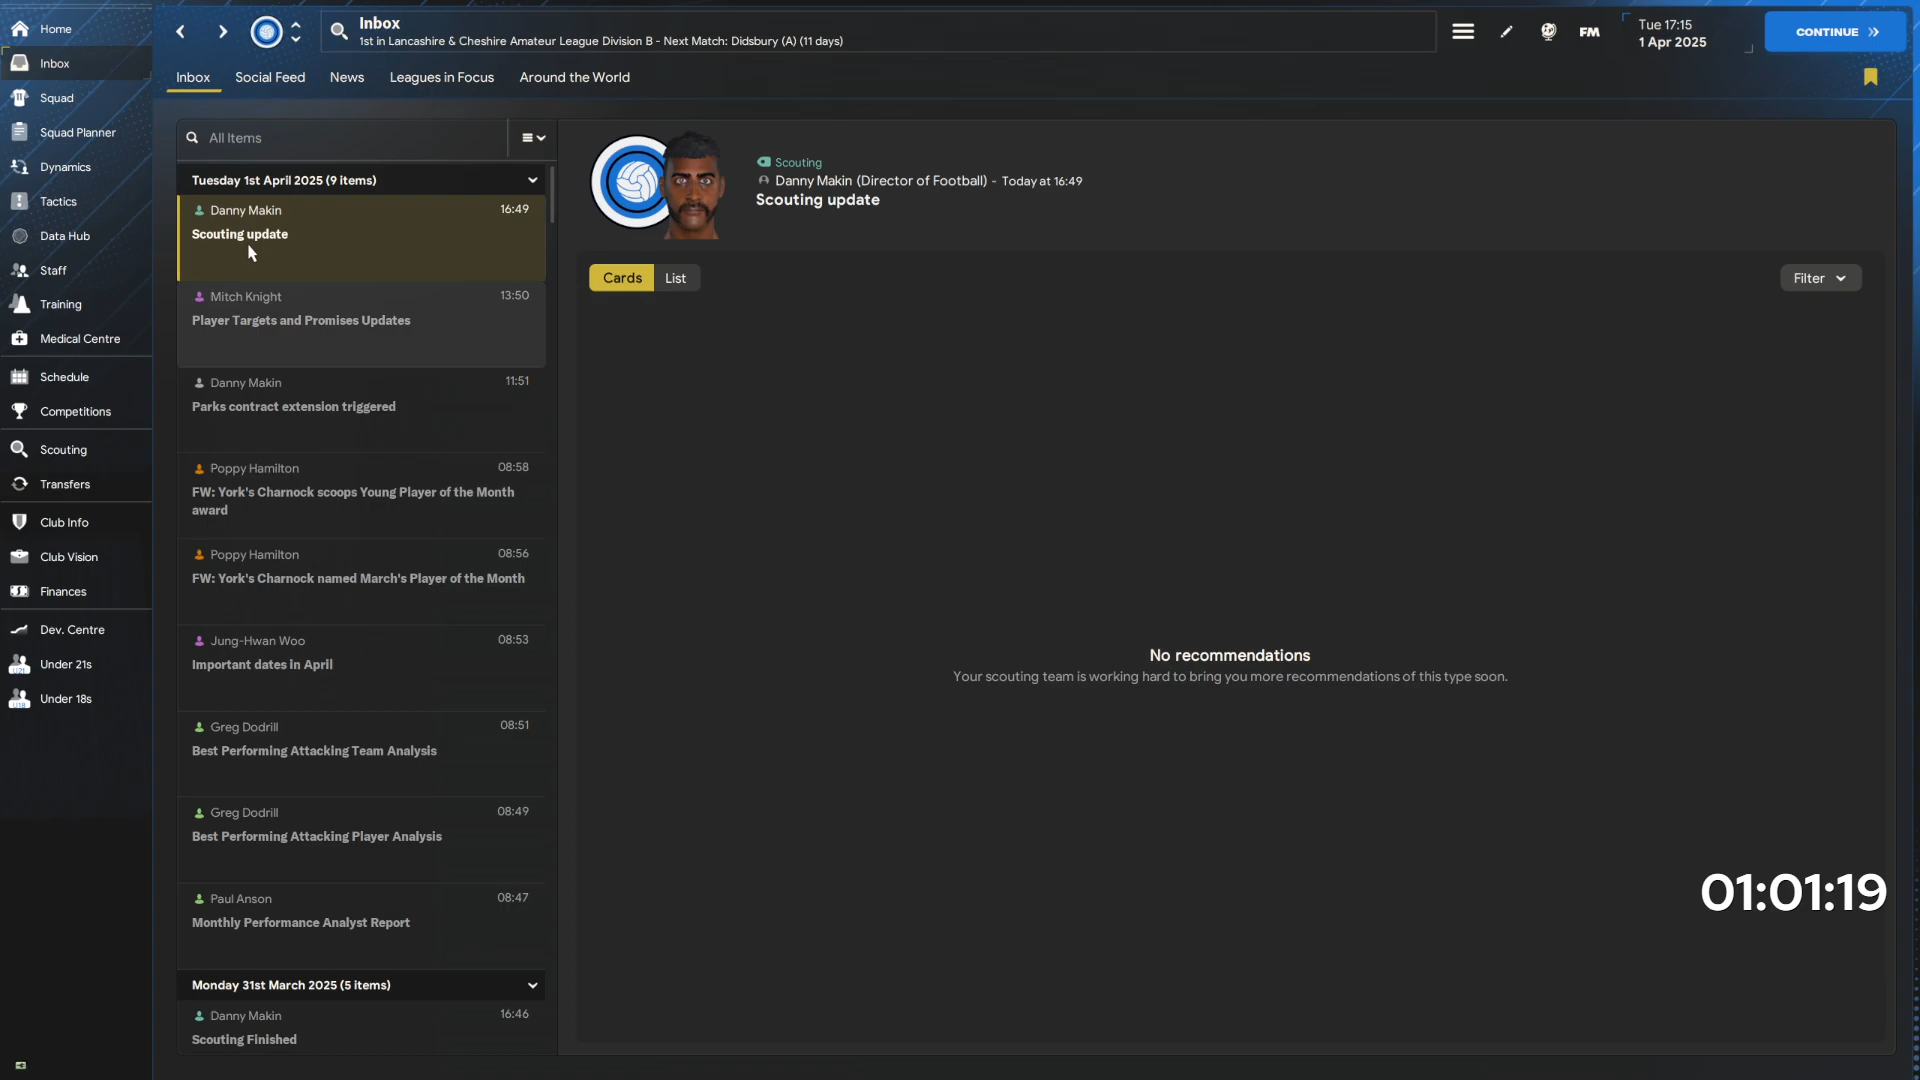 Home
Inbox
Squad
Squad Planner
Dynamics
Tactics
Data Hub
Staff
Training
Medical Centre
Schedule
Competitions
Scouting
Transfers
Club Info
Club Vision
Finances
Dev. Centre
Under 21s
Under 18s
Inbox
1st in Lancashire & Cheshire Amateur League Division B - Next Match: Didsbury (A) (11 days)
FM
Tue 17:15
1 Apr 2025
CONTINUE
Inbox Social Feed News Leagues in Focus Around the World
All Items
Tuesday 1st April 2025 (9 items)
Danny Makin 16:49
Scouting update
Mitch Knight 13:50
Player Targets and Promises Updates
Danny Makin 11:51
Parks contract extension triggered
Poppy Hamilton 08:58
FW: York's Charnock scoops Young Player of the Month
award
Poppy Hamilton 08:56
FW: York's Charnock named March's Player of the Month
Jung-Hwan Woo 08:53
Important dates in April
Greg Dodrill 08:51
Best Performing Attacking Team Analysis
Greg Dodrill 08:49
Best Performing Attacking Player Analysis
Paul Anson 08:47
Monthly Performance Analyst Report
Monday 31st March 2025 (5 items)
Danny Makin 16:46
Scouting Finished
Scouting
Danny Makin (Director of Football) - Today at 16:49
Scouting update
Cards List
Filter
No recommendations
Your scouting team is working hard to bring you more recommendations of this type soon.
01:01:19